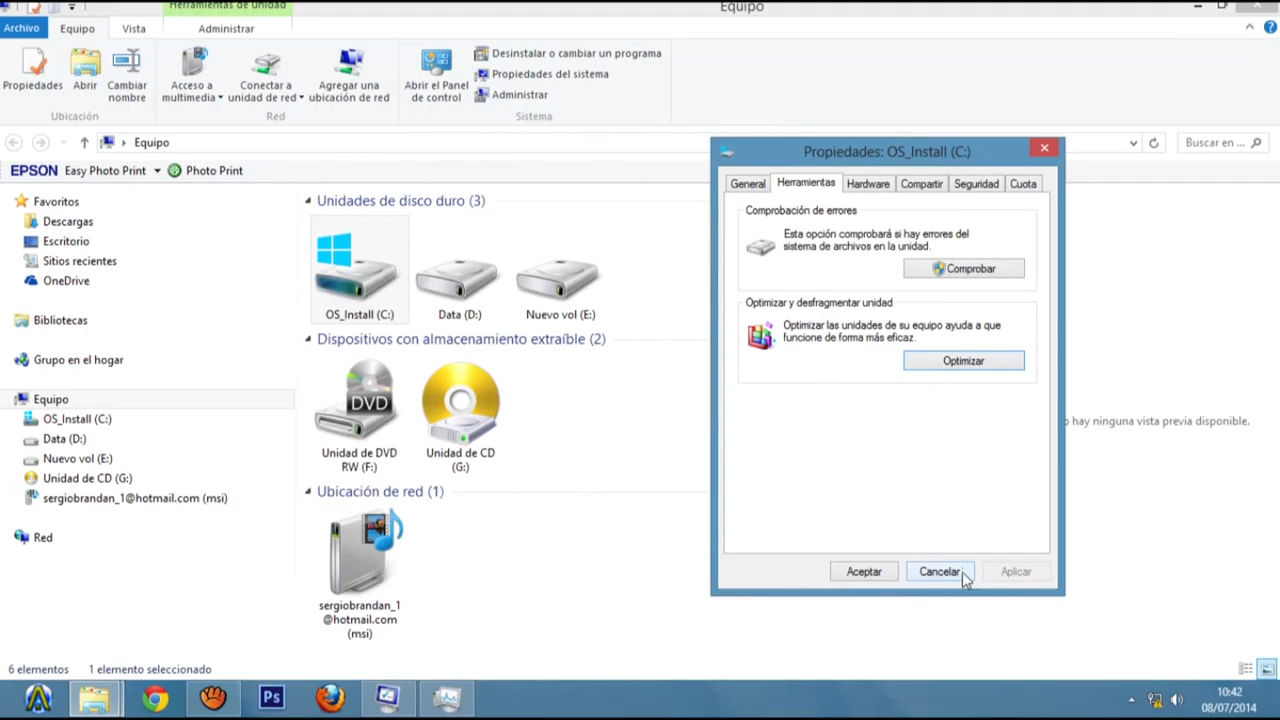 Herramientas de unidad
Equipo
Archivo
Equipo
Vista
Administrar
Propiedades
Abrir
Cambiar
nombre
Acceso a
multimedia
Conectar a
unidad de red
Agregar una
ubicación de red
Abrir el Panel
de control
Desinstalar o cambiar un programa
Propiedades del sistema
Administrar
Ubicación
Red
Sistema
Equipo
Buscar en ...
EPSON Easy Photo Print
Photo Print
Favoritos
Descargas
Escritorio
Sitios recientes
OneDrive
Bibliotecas
Grupo en el hogar
Equipo
OS_Install (C:)
Data (D:)
Nuevo vol (E:)
Unidad de CD (G:)
sergiobrandan_1@hotmail.com (msi)
Red
Unidades de disco duro (3)
OS_Install (C:)
Data (D:)
Nuevo vol (E:)
Dispositivos con almacenamiento extraíble (2)
DVD
Unidad de DVD
RW (F:)
Unidad de CD
(G:)
Ubicación de red (1)
sergiobrandan_1
@hotmail.com
(msi)
Propiedades: OS_Install (C:)
General
Herramientas
Hardware
Compartir
Seguridad
Cuota
Comprobación de errores
Esta opción comprobará si hay errores del
sistema de archivos en la unidad.
Comprobar
Optimizar y desfragmentar unidad
Optimizar las unidades de su equipo ayuda a que
funcione de forma más eficaz.
Optimizar
Aceptar
Cancelar
Aplicar
hay ninguna vista previa disponible.
6 elementos
1 elemento seleccionado
Ps
10:42
08/07/2014